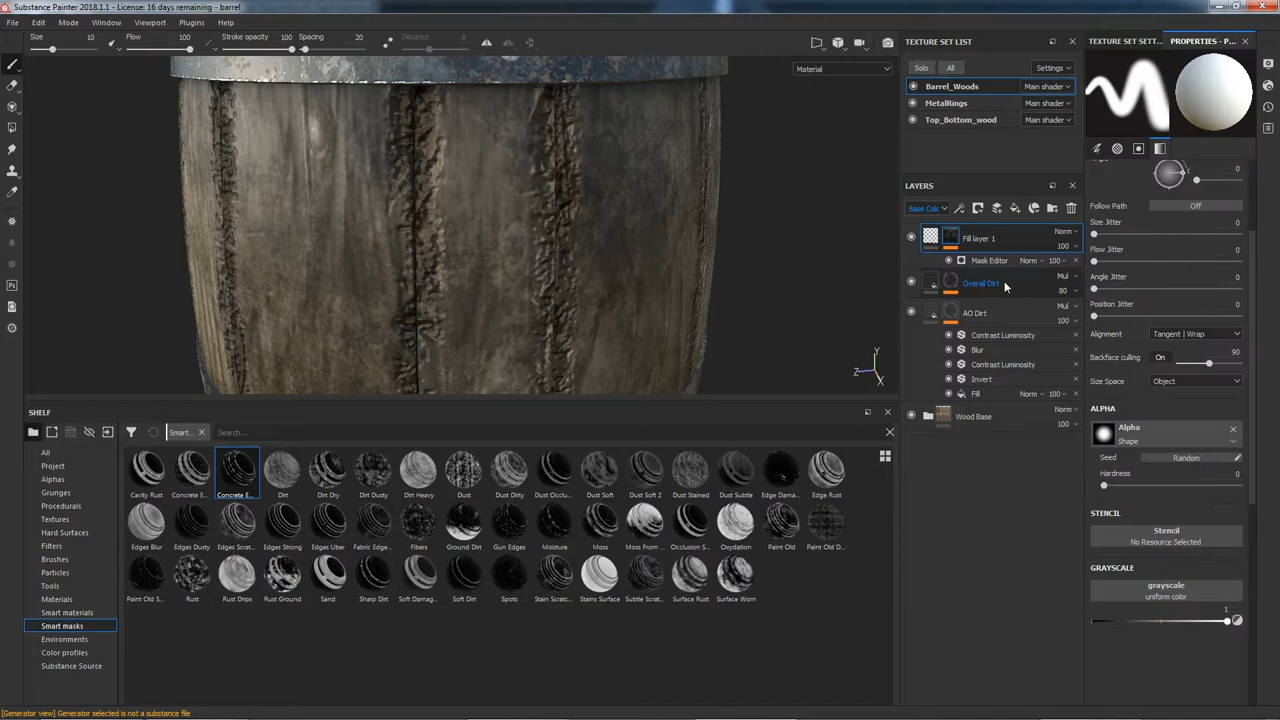 Substance Painter 2018.1.1 - License: 16 days remaining - barrel
File Edit Mode Window Viewport Plugins Help
Size 10 Flow 100 Stroke opacity 100 Spacing 20 Distance 8
Material
TEXTURE SET LIST
Solo All Settings
Barrel_Woods Main shader
MetalRings Main shader
Top_Bottom_wood Main shader
LAYERS
Base Col
Fill layer 1 Norm 100
Mask Editor Norm 100
Overall Dirt Mul 80
AO Dirt Mul 100
Contrast Luminosity
Blur
Contrast Luminosity
Invert
Fill Norm 100
Wood Base Norm 100
TEXTURE SET SETT... PROPERTIES - P...
0
Follow Path Off
Size Jitter 0
Flow Jitter 0
Angle Jitter 0
Position Jitter 0
Alignment Tangent | Wrap
Backface culling On 90
Size Space Object
ALPHA
Alpha
Shape
Seed Random
Hardness 0
STENCIL
Stencil
No Resource Selected
GRAYSCALE
grayscale
uniform color
1
Y
Z X
SHELF
Smart... Search...
All
Project
Alphas
Grunges
Procedurals
Textures
Hard Surfaces
Filters
Brushes
Particles
Tools
Materials
Smart materials
Smart masks
Environments
Color profiles
Substance Source
Cavity Rust Concrete E... Concrete E... Dirt Dirt Dry Dirt Dusty Dirt Heavy Dust Dust Dirty Dust Occlu... Dust Soft Dust Soft 2 Dust Stained Dust Subtle Edge Dama... Edge Rust
Edges Blur Edges Dusty Edges Scrat... Edges Strong Edges Uber Fabric Edge... Fibers Ground Dirt Gun Edges Moisture Moss Moss From ... Occlusion S... Oxydation Paint Old Paint Old D...
Paint Old S... Rust Rust Drips Rust Ground Sand Sharp Dirt Soft Damag... Soft Dirt Spots Stain Scratc... Stains Surface Subtle Scrat... Surface Rust Surface Worn
[Generator view] Generator selected is not a substance file